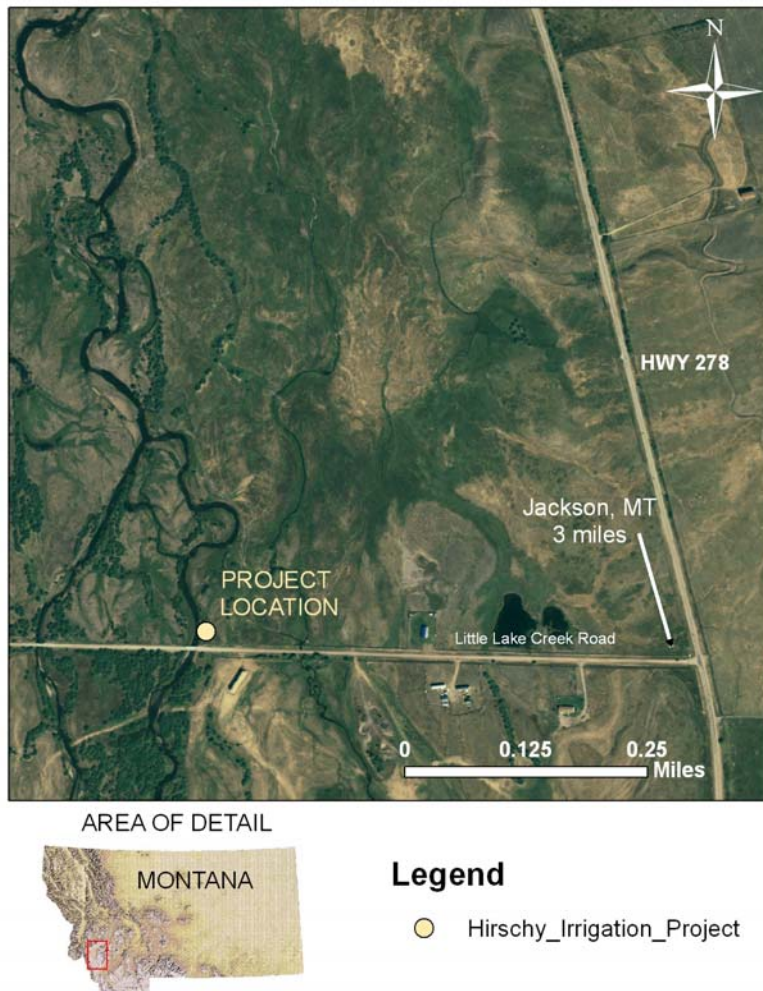 N
HWY 278
Jackson, MT
3 miles
PROJECT
LOCATION
Little Lake Creek Road
0 0.125 0.25
Miles
AREA OF DETAIL
MONTANA
Legend
Hirschy_Irrigation_Project